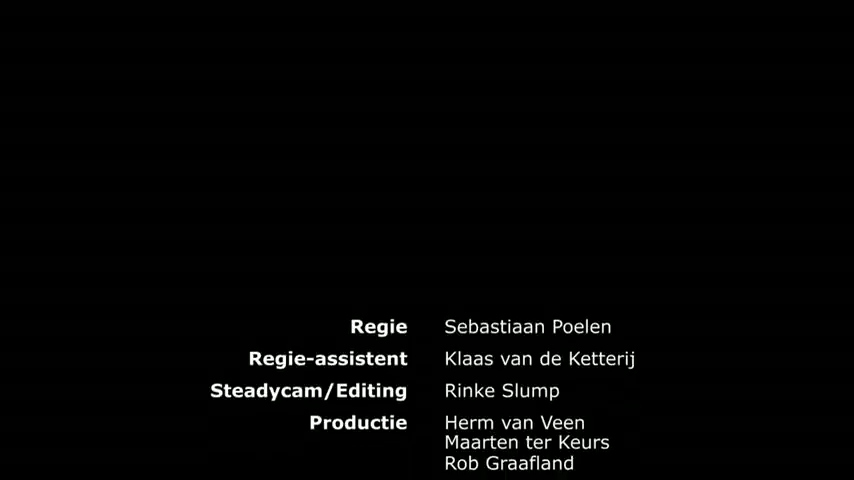 Regie Sebastiaan Poelen
Regie-assistent Klaas van de Ketterij
Steadycam/Editing Rinke Slump
Productie Herm van Veen
Maarten ter Keurs
Rob Graafland